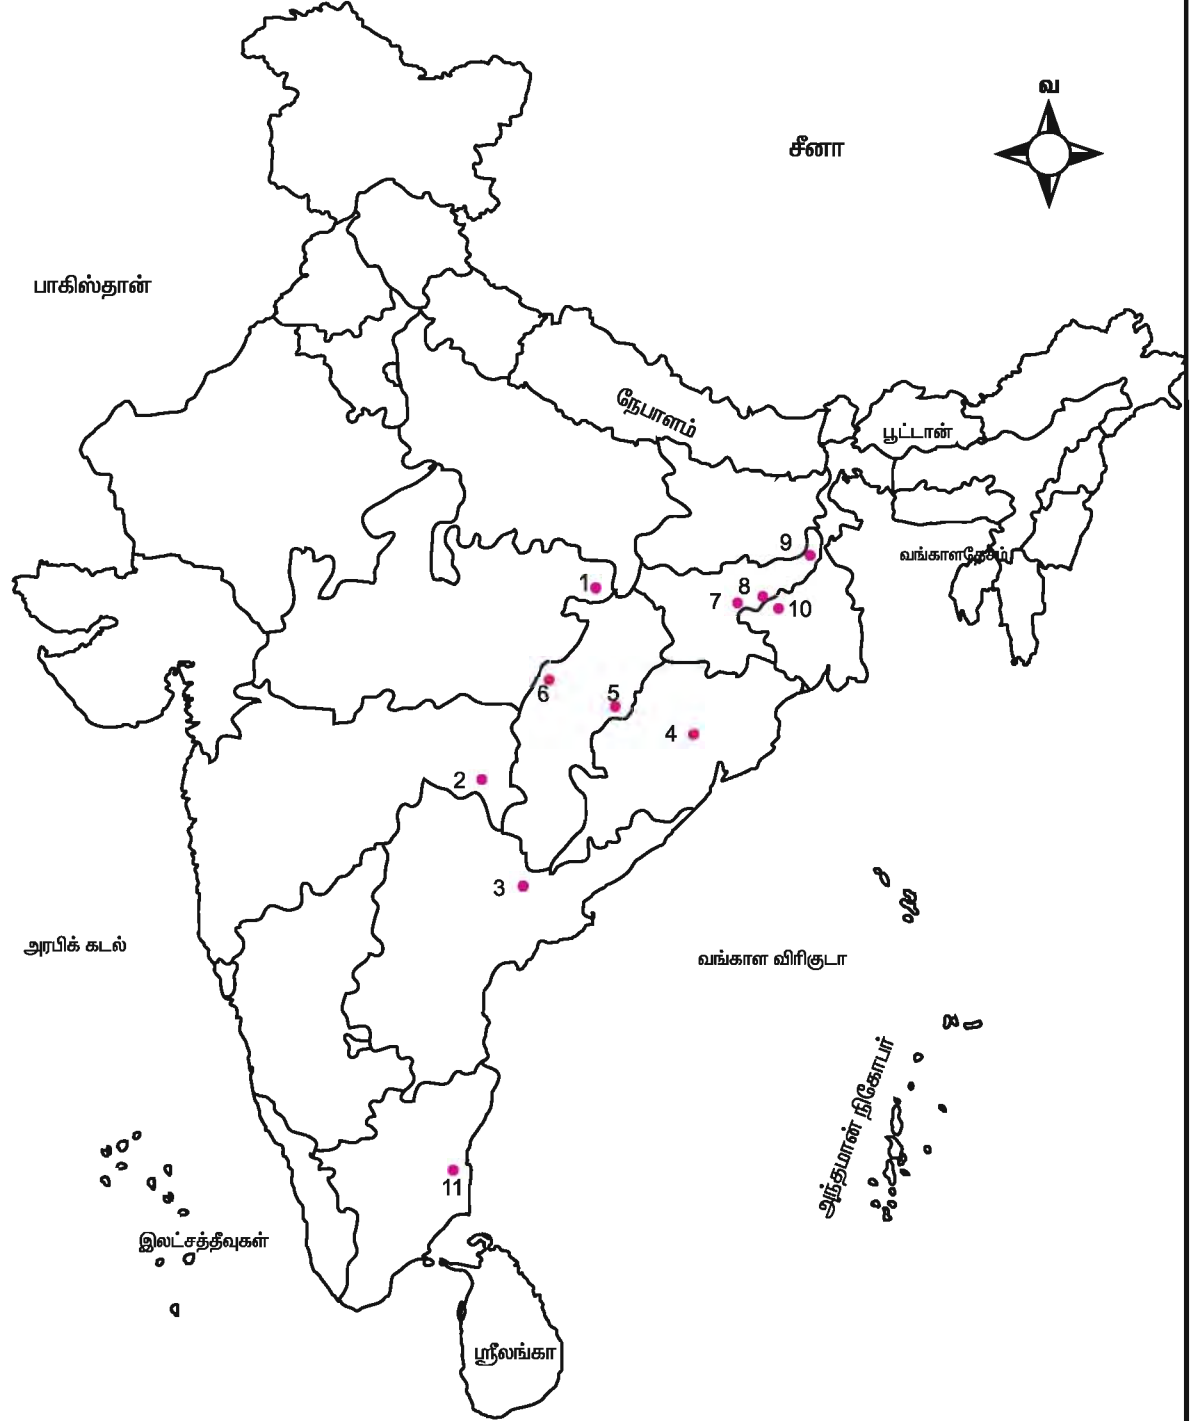 வ
சீனா
பாகிஸ்தான்
நேபாளம்
பூட்டான்
வங்காளதேசம்
9
1
8
7
10
6
5
4
2
3
அரபிக் கடல்
வங்காள விரிகுடா
அந்தமான் நிகோபர்
11
இலட்சத்தீவுகள்
ஸ்ரீலங்கா